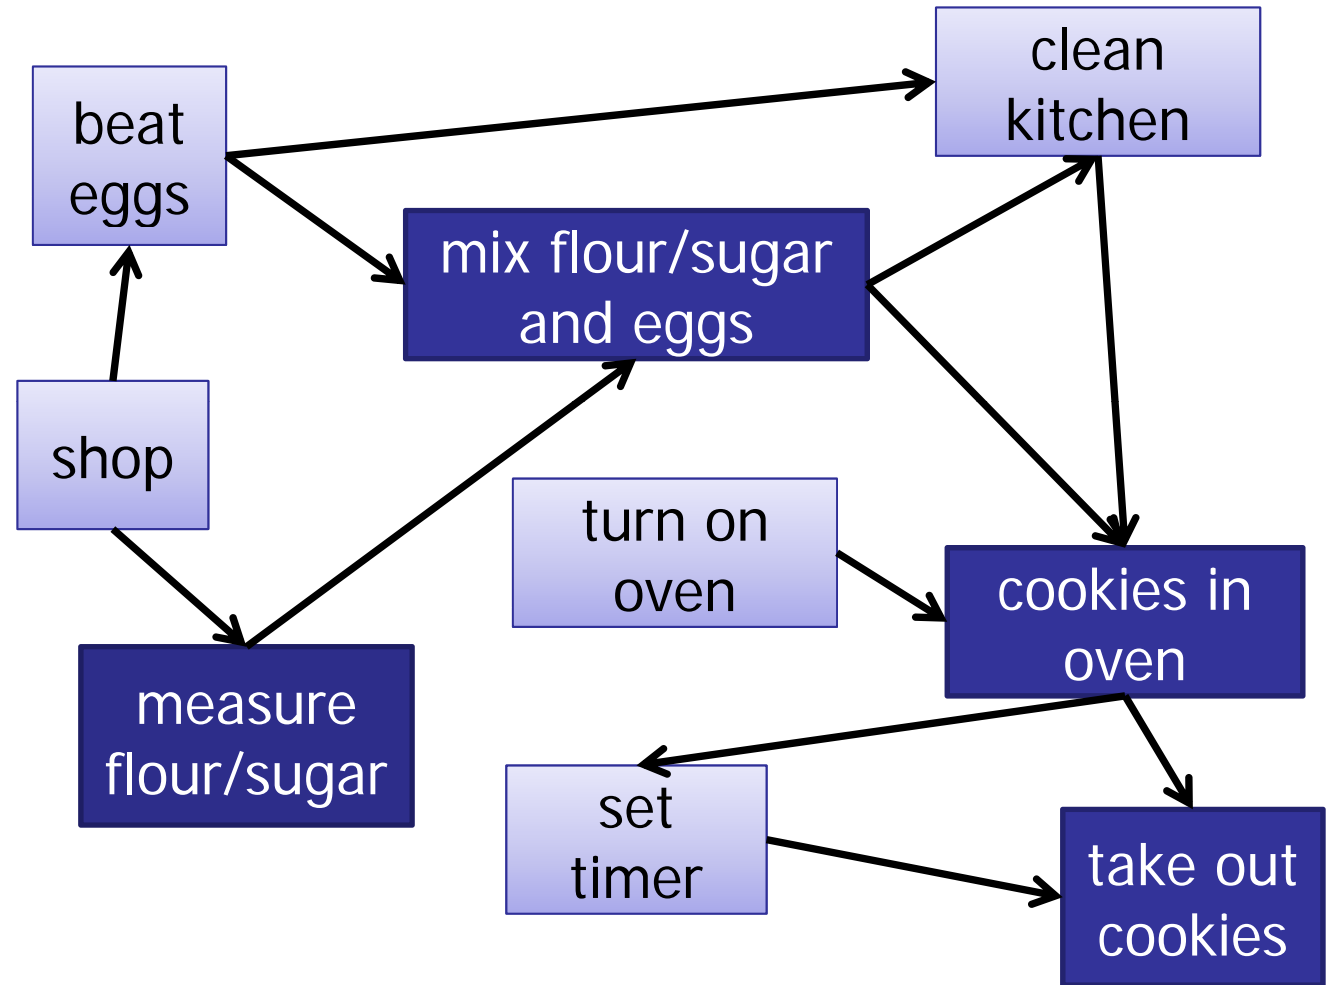 clean
kitchen
beat
eggs
mix flour/sugar
and eggs
shop
turn on
oven
cookies in
oven
measure
flour/sugar
set
timer
take out
cookies